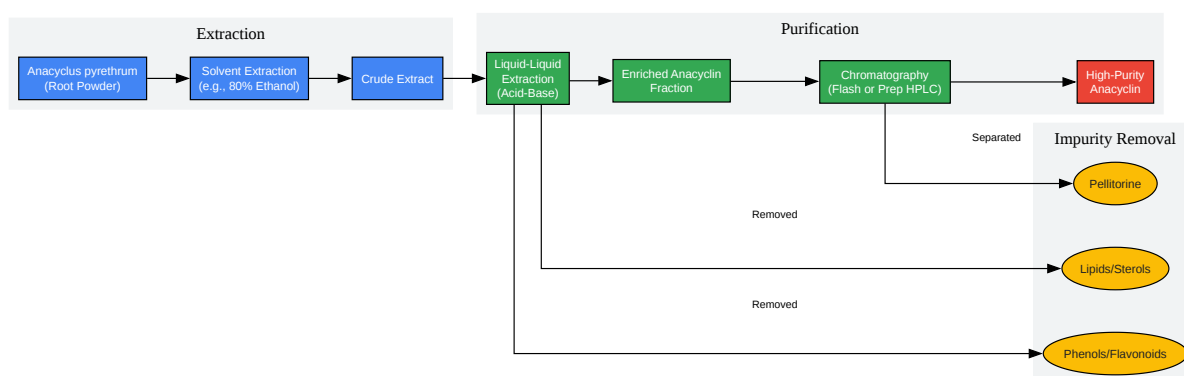 Extraction
Purification
Anacyclus pyrethrum
(Root Powder)
Solvent Extraction
(e.g., 80% Ethanol)
Crude Extract
Liquid-Liquid
Extraction
(Acid-Base)
Enriched Anacyclin
Fraction
Chromatography
(Flash or Prep HPLC)
High-Purity
Anacyclin
Separated
Impurity Removal
Pellitorine
Removed
Lipids/Sterols
Removed
Phenols/Flavonoids